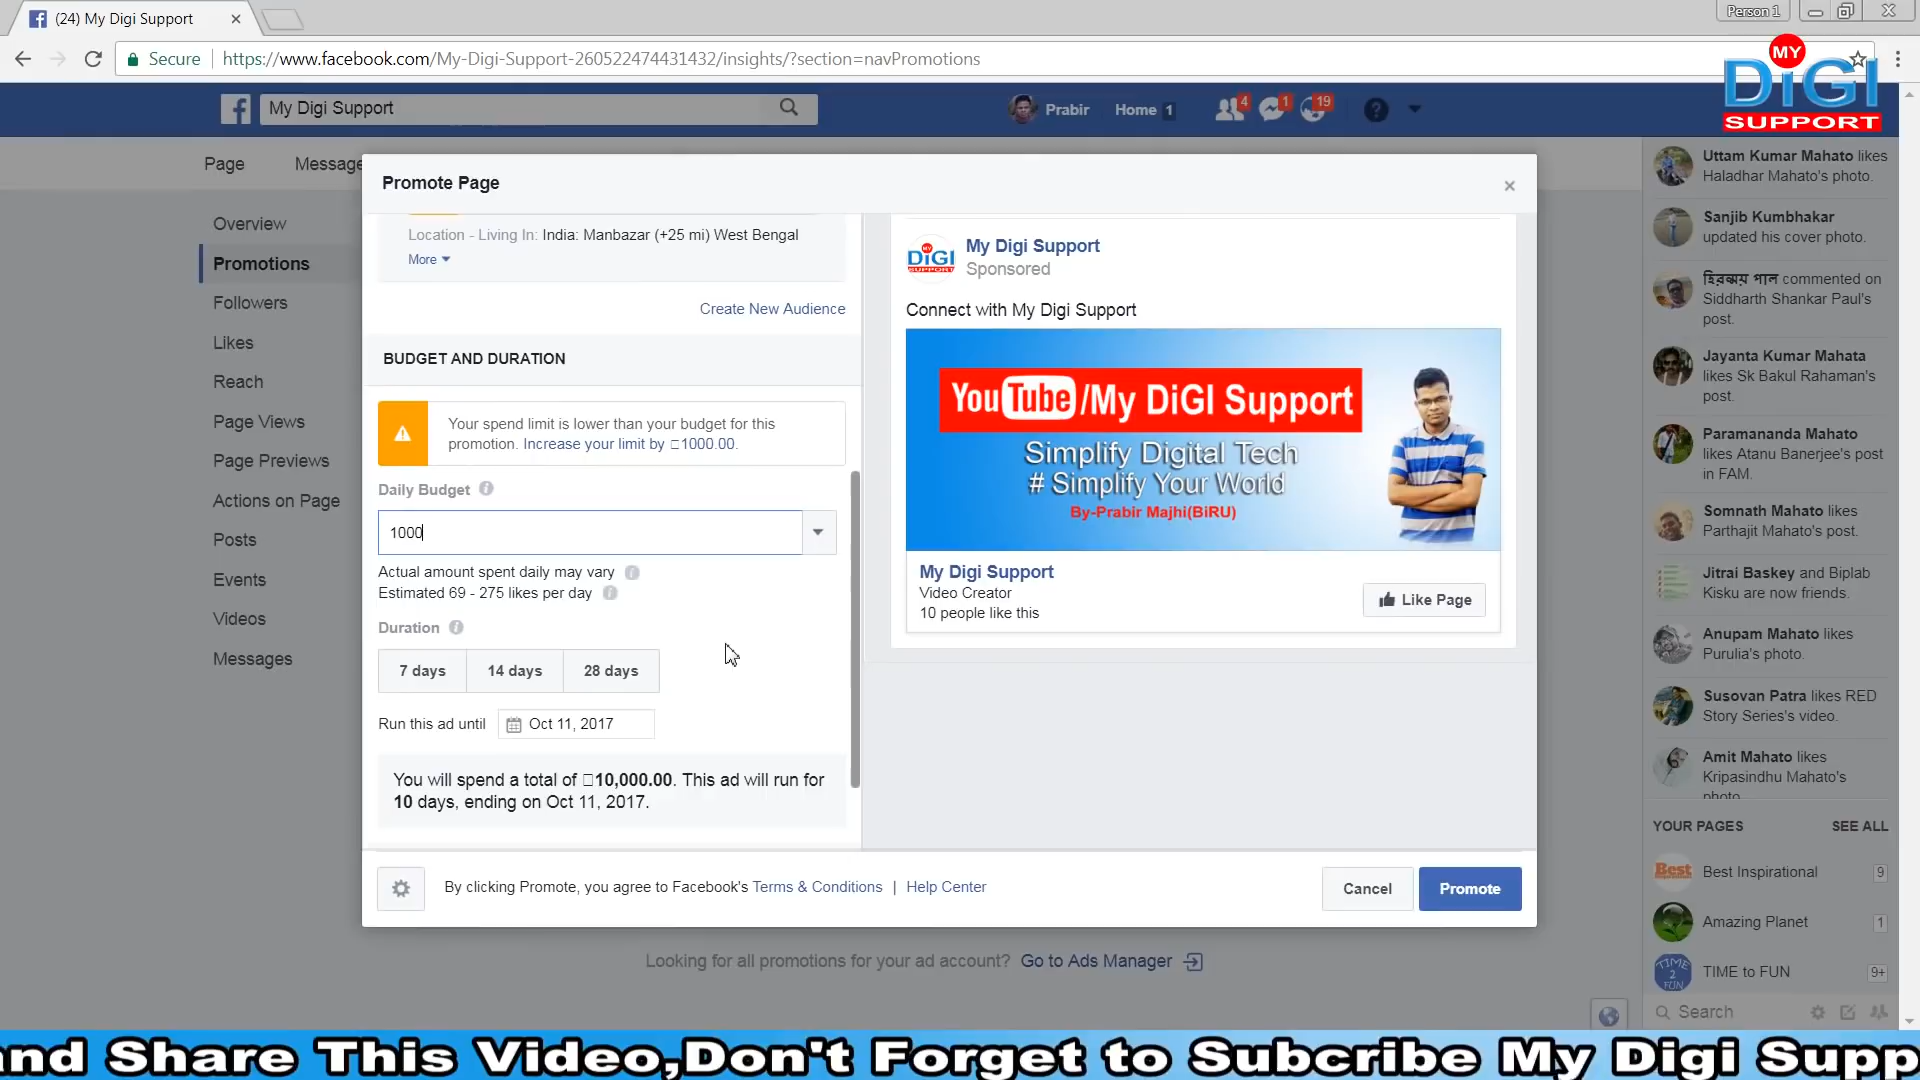 (24) My Digi Support
Person 1
Secure
https://www.facebook.com/My-Digi-Support-260522474431432/insights/?section=navPromotions
MY
DiGi
SUPPORT
My Digi Support
Prabir
Home 1
4
1
19
Page
Message
Overview
Promotions
Followers
Likes
Reach
Page Views
Page Previews
Actions on Page
Posts
Events
Videos
Messages
Promote Page
Location - Living In: India: Manbazar (+25 mi) West Bengal
More
Create New Audience
BUDGET AND DURATION
Your spend limit is lower than your budget for this
promotion. Increase your limit by 1000.00.
Daily Budget
1000
Actual amount spent daily may vary
Estimated 69 - 275 likes per day
Duration
7 days
14 days
28 days
Run this ad until
Oct 11, 2017
You will spend a total of 10,000.00. This ad will run for
10 days, ending on Oct 11, 2017.
By clicking Promote, you agree to Facebook's Terms & Conditions | Help Center
Cancel
Promote
MY
DiGI
SUPPORT
My Digi Support
Sponsored
Connect with My Digi Support
YouTube/My DiGI Support
Simplify Digital Tech
# Simplify Your World
By-Prabir Majhi(BiRU)
My Digi Support
Video Creator
10 people like this
Like Page
Looking for all promotions for your ad account? Go to Ads Manager
Uttam Kumar Mahato likes
Haladhar Mahato's photo.
Sanjib Kumbhakar
updated his cover photo.
হিরন্ময় পাল commented on
Siddharth Shankar Paul's
post.
Jayanta Kumar Mahata
likes Sk Bakul Rahaman's
post.
Paramananda Mahato
likes Atanu Banerjee's post
in FAM.
Somnath Mahato likes
Parthajit Mahato's post.
Jitrai Baskey and Biplab
Kisku are now friends.
Anupam Mahato likes
Purulia's photo.
Susovan Patra likes RED
Story Series's video.
Amit Mahato likes
Kripasindhu Mahato's
photo.
YOUR PAGES
SEE ALL
Best
Best Inspirational
9
Amazing Planet
1
TIME
2
FUN
TIME to FUN
9+
Search
and Share This Video,Don't Forget to Subcribe My Digi Supp